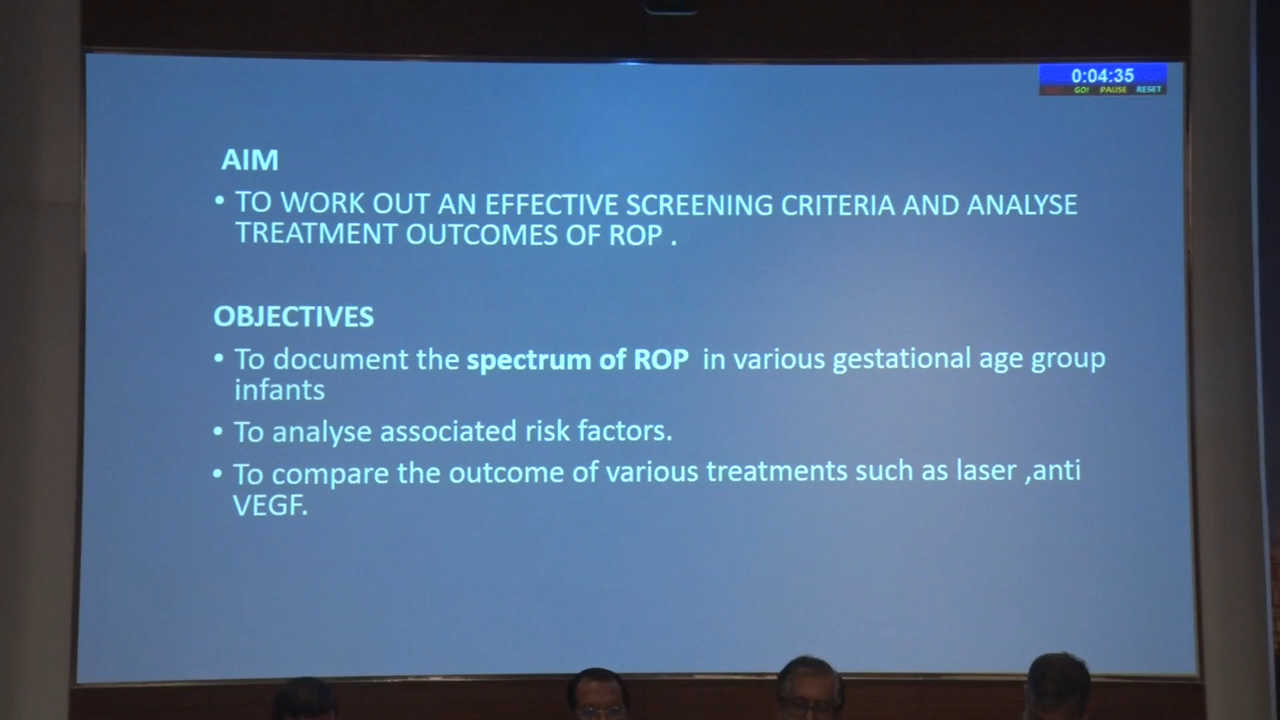 0:04:35
GO! PAUSE RESET
AIM
• TO WORK OUT AN EFFECTIVE SCREENING CRITERIA AND ANALYSE
TREATMENT OUTCOMES OF ROP .
OBJECTIVES
• To document the spectrum of ROP in various gestational age group
infants
• To analyse associated risk factors.
• To compare the outcome of various treatments such as laser ,anti
VEGF.